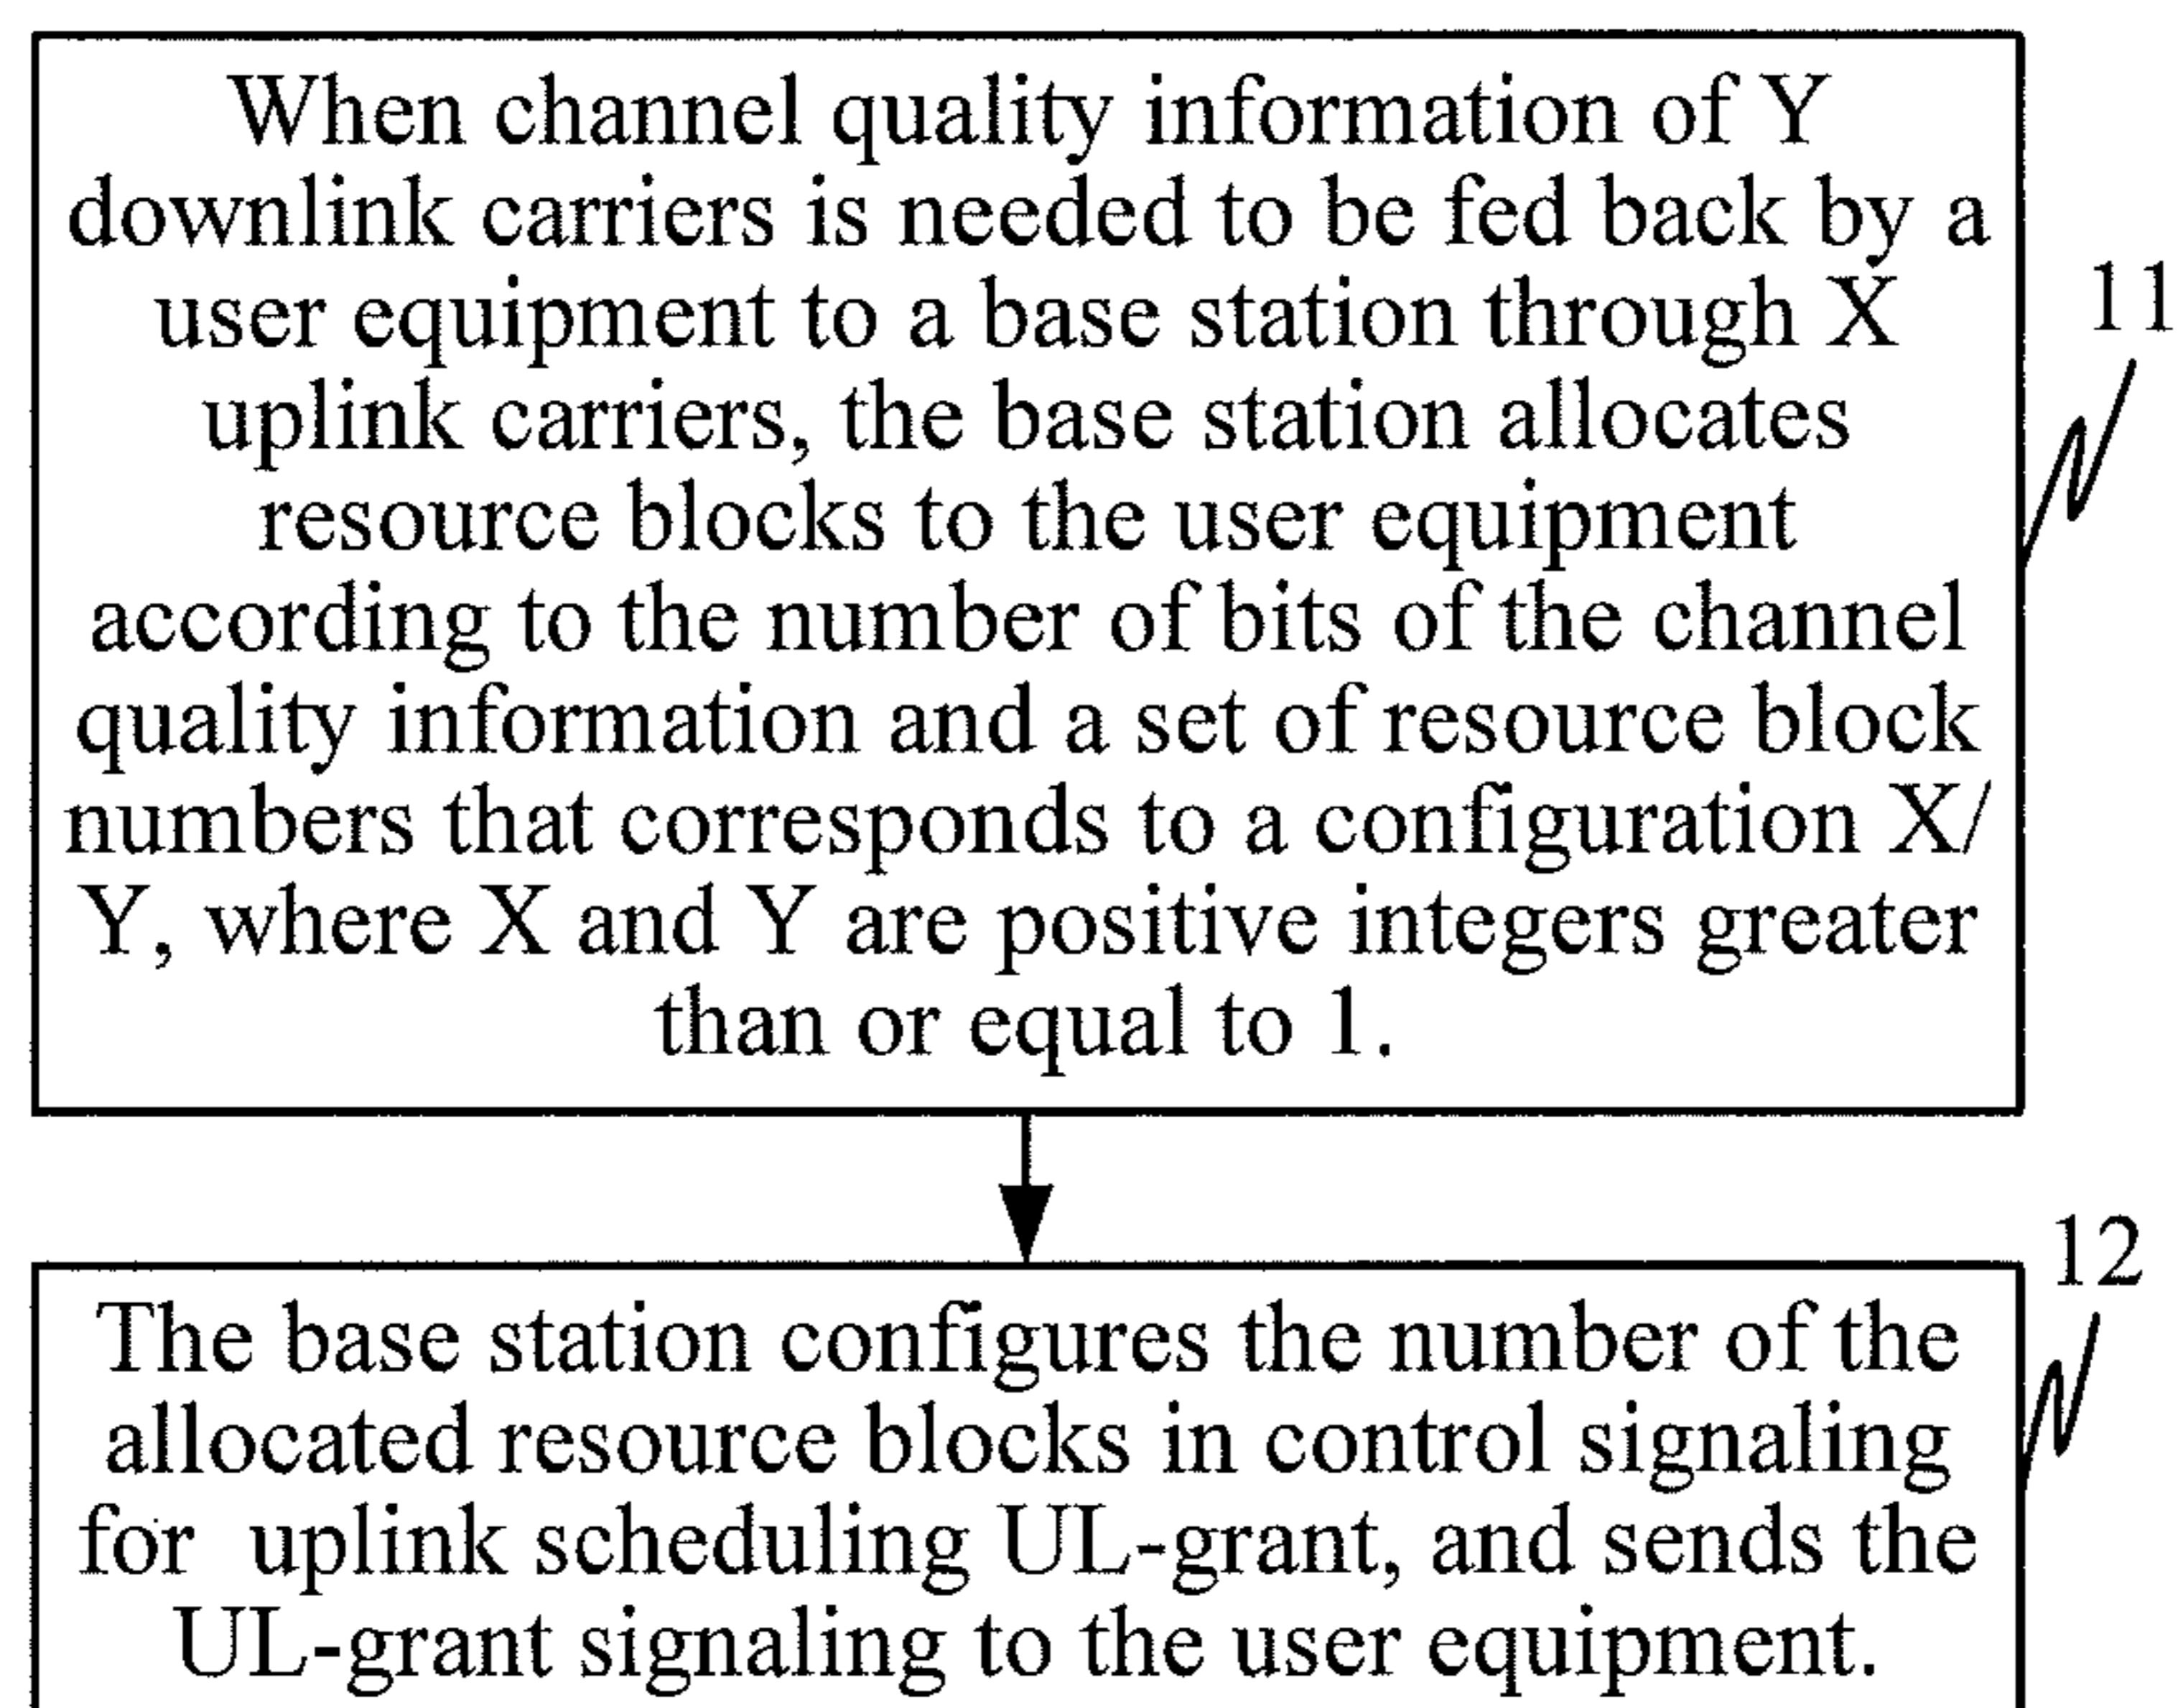 When channel quality information of Y
downlink carriers is needed to be fed back by a
user equipment to a base station through X
uplink carriers, the base station allocates
resource blocks to the user equipment
according to the number of bits of the channel
quality information and a set of resource block
numbers that corresponds to a configuration X/
Y, where X and Y are positive integers greater
than or equal to 1.
11
The base station configures the number of the
allocated resource blocks in control signaling
for uplink scheduling UL-grant, and sends the
UL-grant signaling to the user equipment.
12